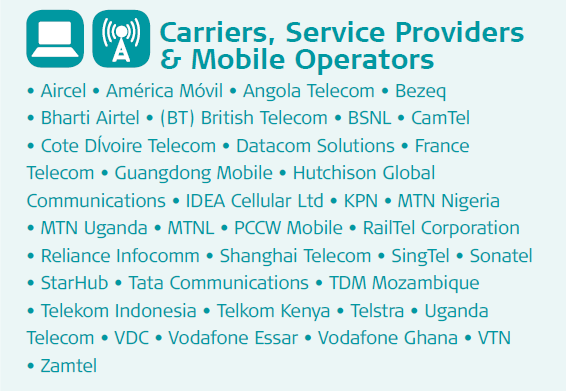 Carriers, Service Providers
& Mobile Operators
• Aircel • América Móvil • Angola Telecom • Bezeq
• Bharti Airtel • (BT) British Telecom • BSNL • CamTel
• Cote DÍvoire Telecom • Datacom Solutions • France
Telecom • Guangdong Mobile • Hutchison Global
Communications • IDEA Cellular Ltd • KPN • MTN Nigeria
• MTN Uganda • MTNL • PCCW Mobile • RailTel Corporation
• Reliance Infocomm • Shanghai Telecom • SingTel • Sonatel
• StarHub • Tata Communications • TDM Mozambique
• Telekom Indonesia • Telkom Kenya • Telstra • Uganda
Telecom • VDC • Vodafone Essar • Vodafone Ghana • VTN
• Zamtel